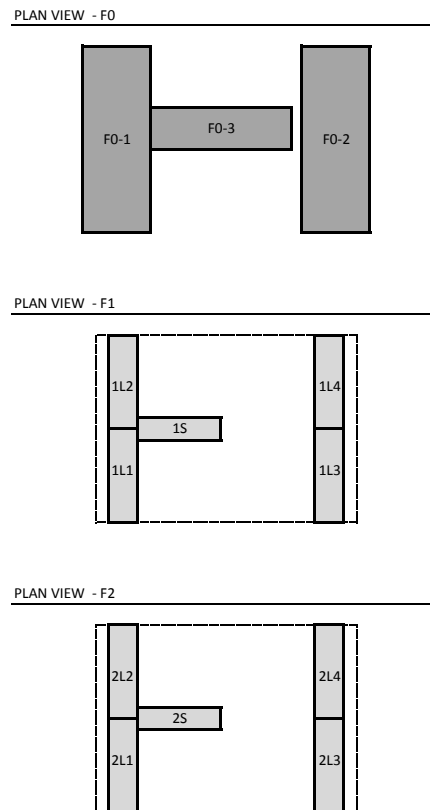 PLAN VIEW - F0
F0-3
F0-1
F0-2
PLAN VIEW - F1
1L2
1L4
1S
1L1
1L3
PLAN VIEW - F2
2L2
2L4
2S
2L1
2L3